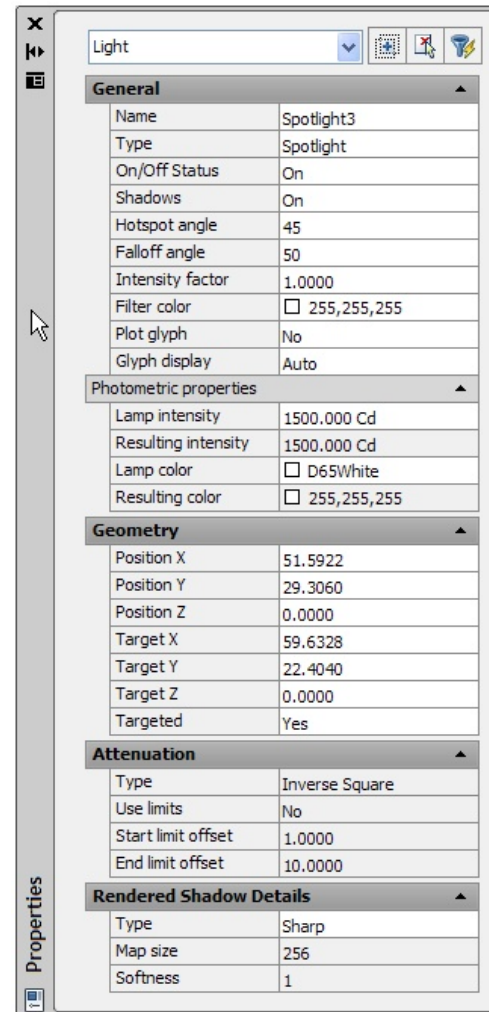 Light
General
Name Spotlight3
Type Spotlight
On/Off Status On
Shadows On
Hotspot angle 45
Falloff angle 50
Intensity factor 1.0000
Filter color 255,255,255
Plot glyph No
Glyph display Auto
Photometric properties
Lamp intensity 1500.000 Cd
Resulting intensity 1500.000 Cd
Lamp color D65White
Resulting color 255,255,255
Geometry
Position X 51.5922
Position Y 29.3060
Position Z 0.0000
Target X 59.6328
Target Y 22.4040
Target Z 0.0000
Targeted Yes
Attenuation
Type Inverse Square
Use limits No
Start limit offset 1.0000
End limit offset 10.0000
Rendered Shadow Details
Type Sharp
Map size 256
Softness 1
Properties